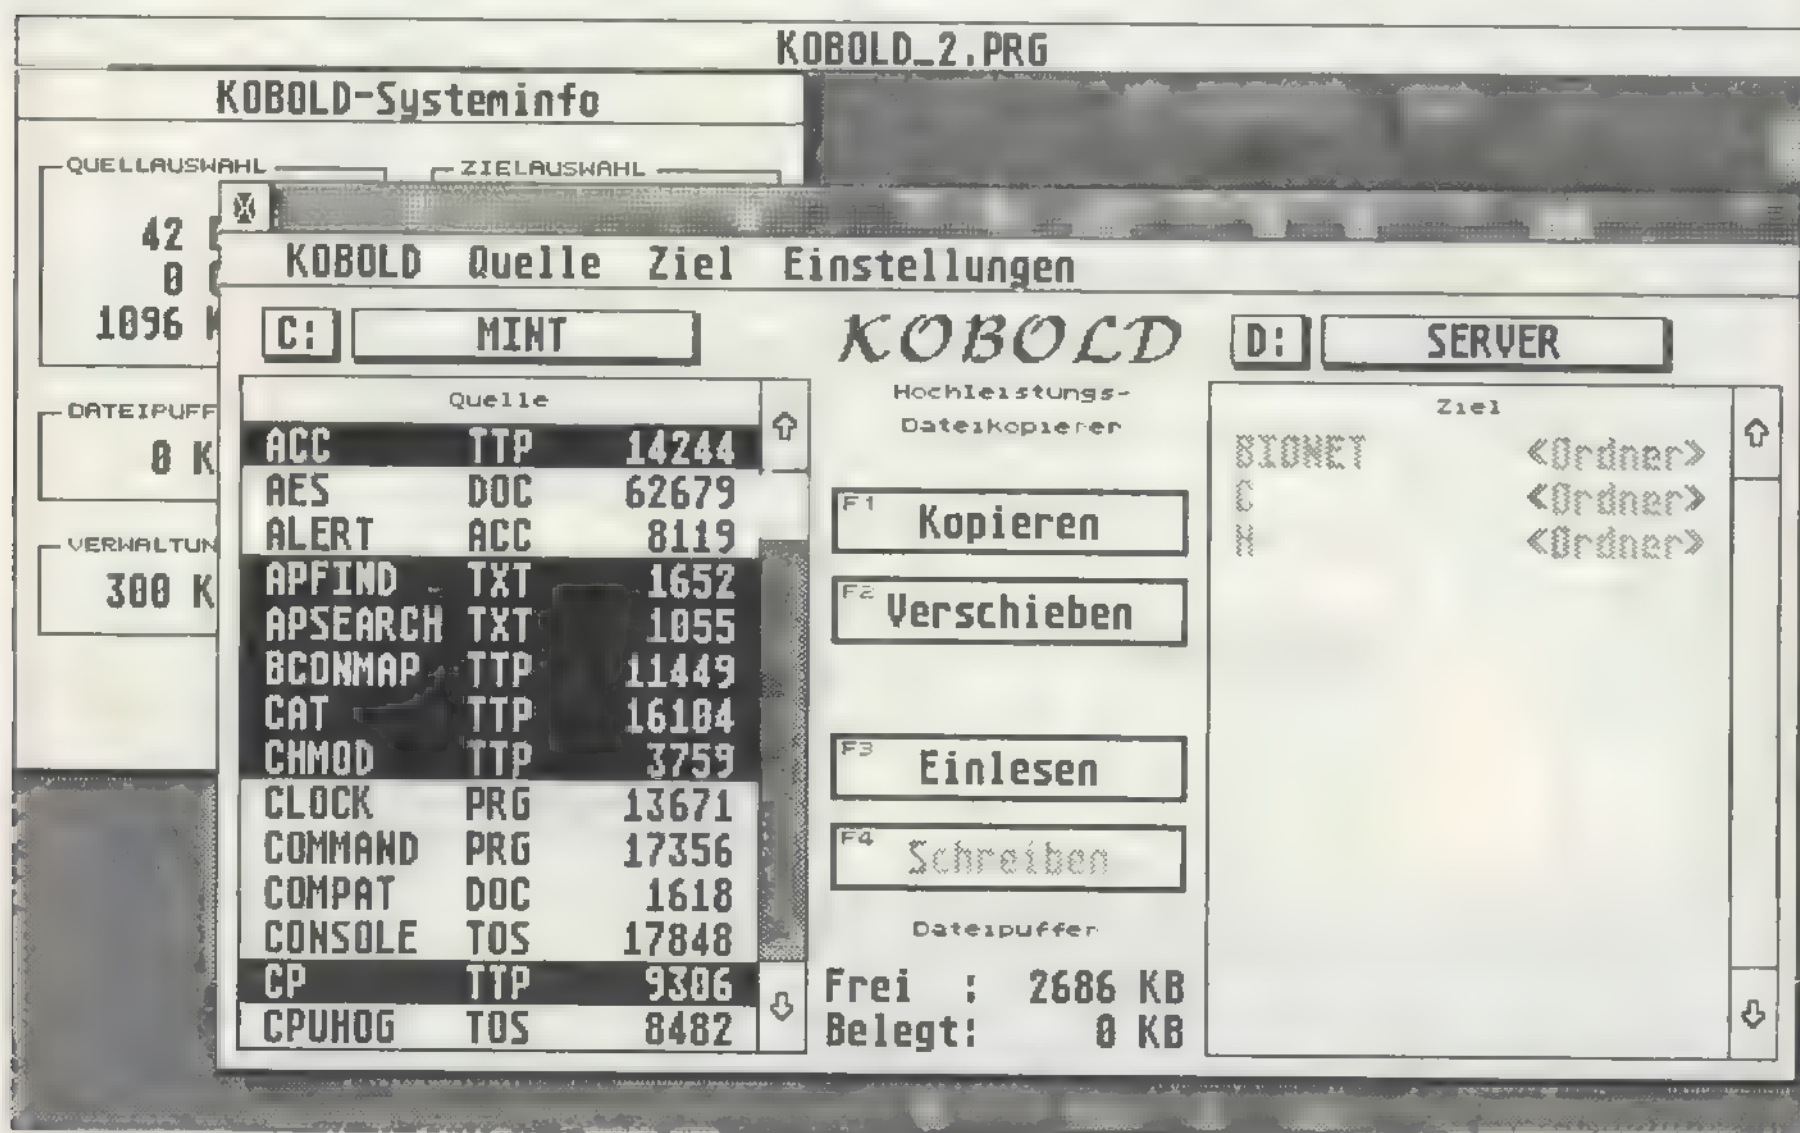 KOBOLD_2.PRG
KOBOLD-Systeminfo
QUELLAUSWAHL ZIELAUSWAHL
42
0
1096 K
DATEIPUFF
0 K
VERWALTUN
300 K
KOBOLD Quelle Ziel Einstellungen
C: MINT
Quelle
ACC TTP 14244
AES DOC 62679
ALERT ACC 8119
APFIND TXT 1652
APSEARCH TXT 1055
BCONMAP TTP 11449
CAT TTP 16104
CHMOD TTP 3759
CLOCK PRG 13671
COMMAND PRG 17356
COMPAT DOC 1618
CONSOLE TOS 17848
CP TTP 9306
CPUHOG TOS 8482
KOBOLD
Hochleistungs-
Dateikopierer
F1 Kopieren
F2 Verschieben
F3 Einlesen
F4 Schreiben
Dateipuffer
Frei : 2686 KB
Belegt: 0 KB
D: SERVER
Ziel
BIONET <Ordner>
C <Ordner>
H <Ordner>